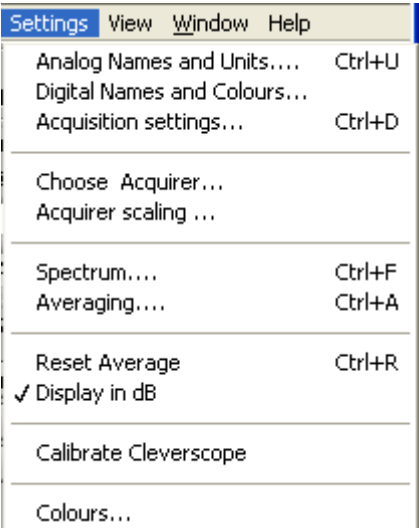 Settings View Window Help
Analog Names and Units.... Ctrl+U
Digital Names and Colours...
Acquisition settings... Ctrl+D
Choose Acquirer...
Acquirer scaling ...
Spectrum.... Ctrl+F
Averaging.... Ctrl+A
Reset Average Ctrl+R
✓ Display in dB
Calibrate Cleverscope
Colours...